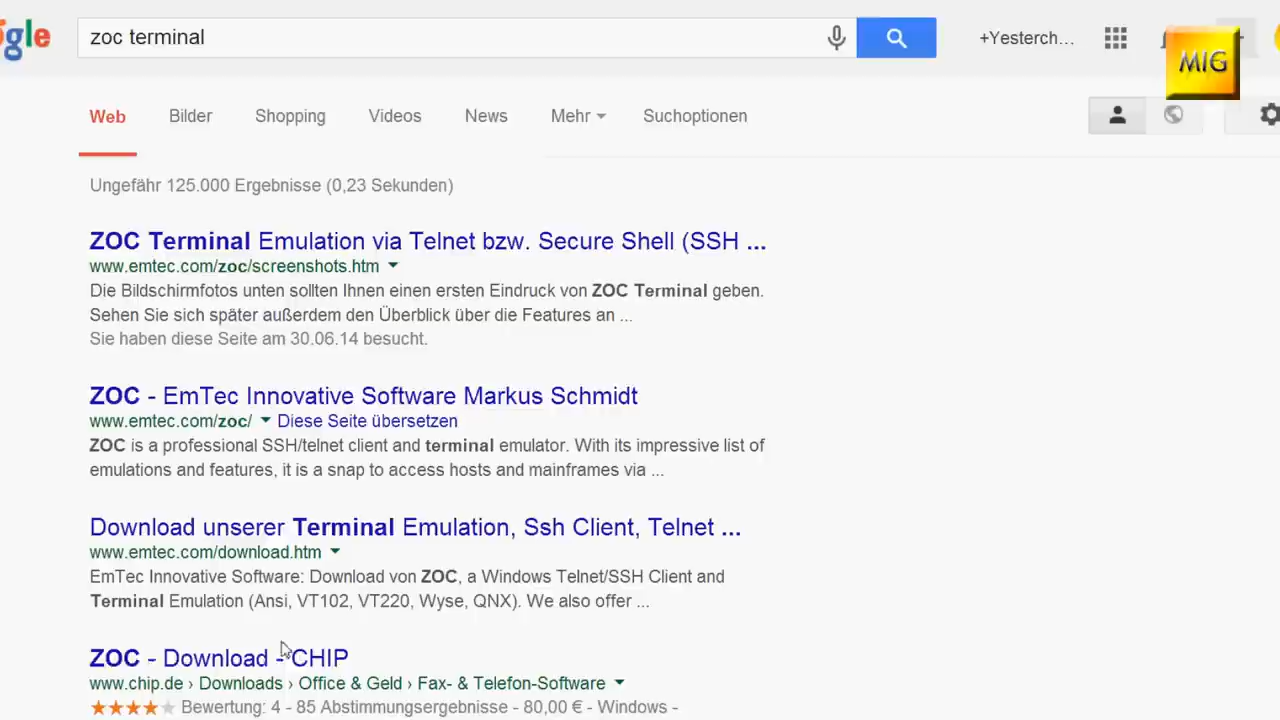 ogle
zoc terminal
+Yesterch...
MIG
Web Bilder Shopping Videos News Mehr Suchoptionen
Ungefähr 125.000 Ergebnisse (0,23 Sekunden)
ZOC Terminal Emulation via Telnet bzw. Secure Shell (SSH ...
www.emtec.com/zoc/screenshots.htm
Die Bildschirmfotos unten sollten Ihnen einen ersten Eindruck von ZOC Terminal geben.
Sehen Sie sich später außerdem den Überblick über die Features an ...
Sie haben diese Seite am 30.06.14 besucht.
ZOC - EmTec Innovative Software Markus Schmidt
www.emtec.com/zoc/ Diese Seite übersetzen
ZOC is a professional SSH/telnet client and terminal emulator. With its impressive list of
emulations and features, it is a snap to access hosts and mainframes via ...
Download unserer Terminal Emulation, Ssh Client, Telnet ...
www.emtec.com/download.htm
EmTec Innovative Software: Download von ZOC, a Windows Telnet/SSH Client and
Terminal Emulation (Ansi, VT102, VT220, Wyse, QNX). We also offer ...
ZOC - Download - CHIP
www.chip.de › Downloads › Office & Geld › Fax- & Telefon-Software
Bewertung: 4 - 85 Abstimmungsergebnisse - 80,00 € - Windows -